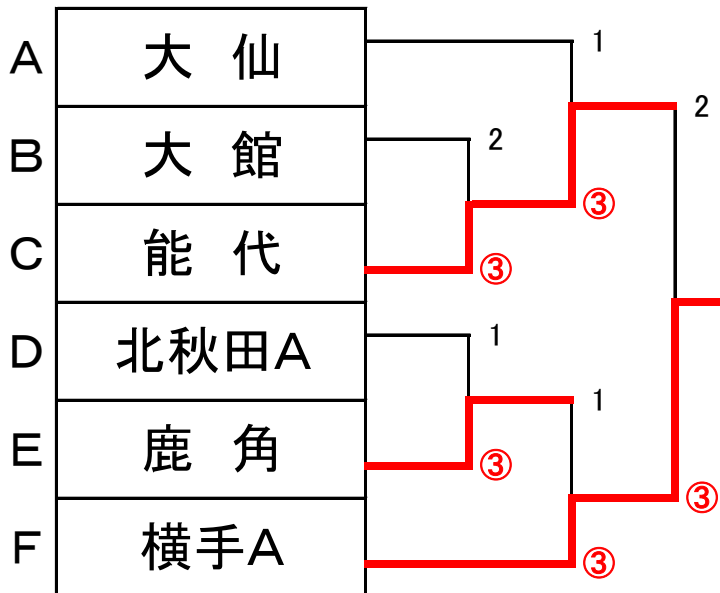 A 大 仙 1
2
B 大 館 2
③
C 能 代 ③
D 北秋田A 1
1
E 鹿 角 ③
③
F 横手A ③